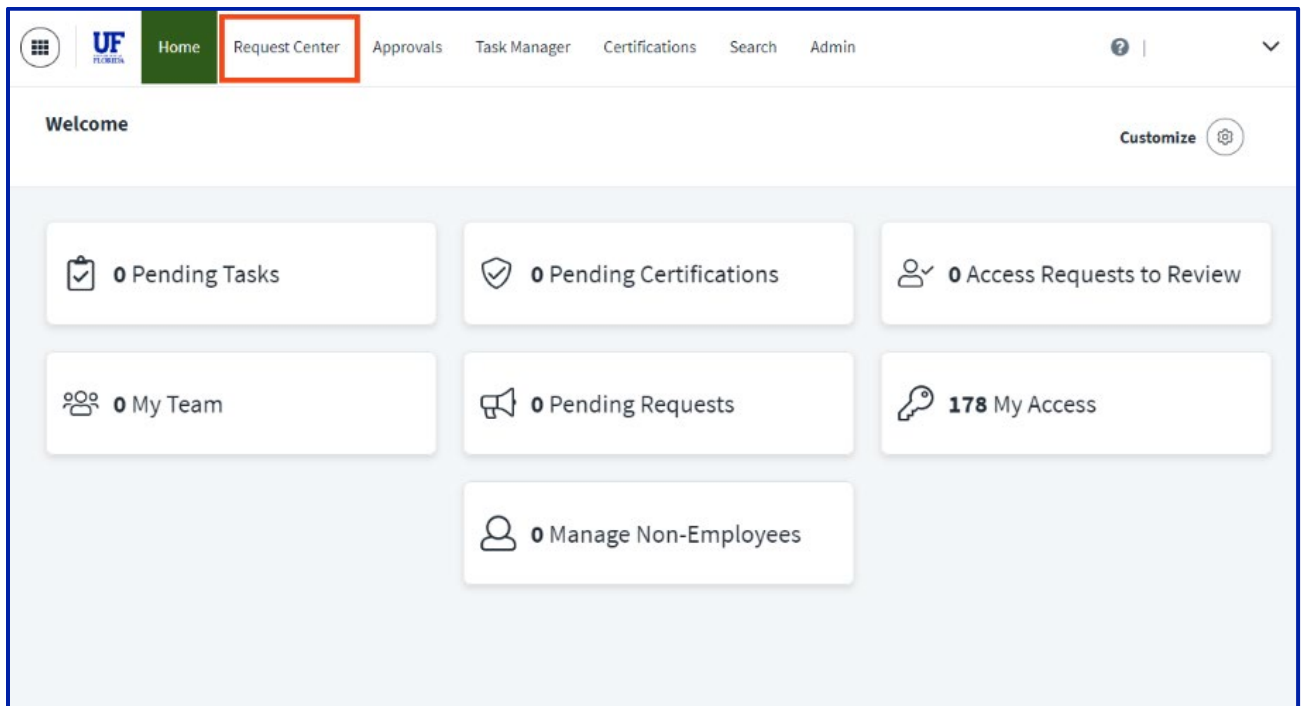 UF Home Request Center Approvals Task Manager Certifications Search Admin ? |
FLORIDA
Welcome
Customize
0 Pending Tasks
0 Pending Certifications
0 Access Requests to Review
0 My Team
0 Pending Requests
178 My Access
0 Manage Non-Employees